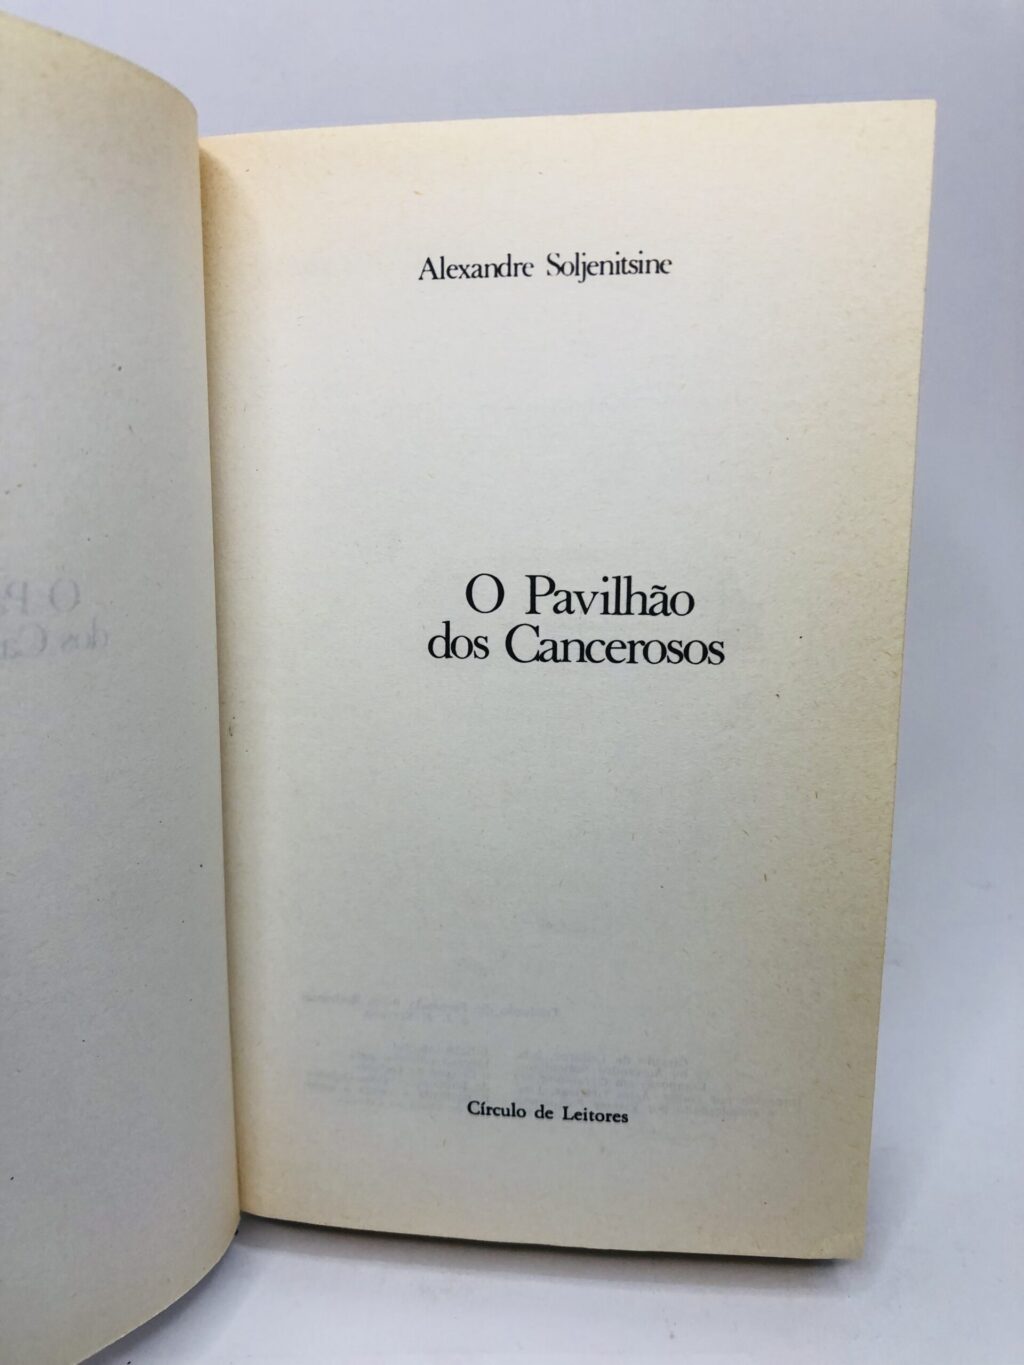 Alexandre Soljenitsine
O Pavilhão
dos Cancerosos
Círculo de Leitores